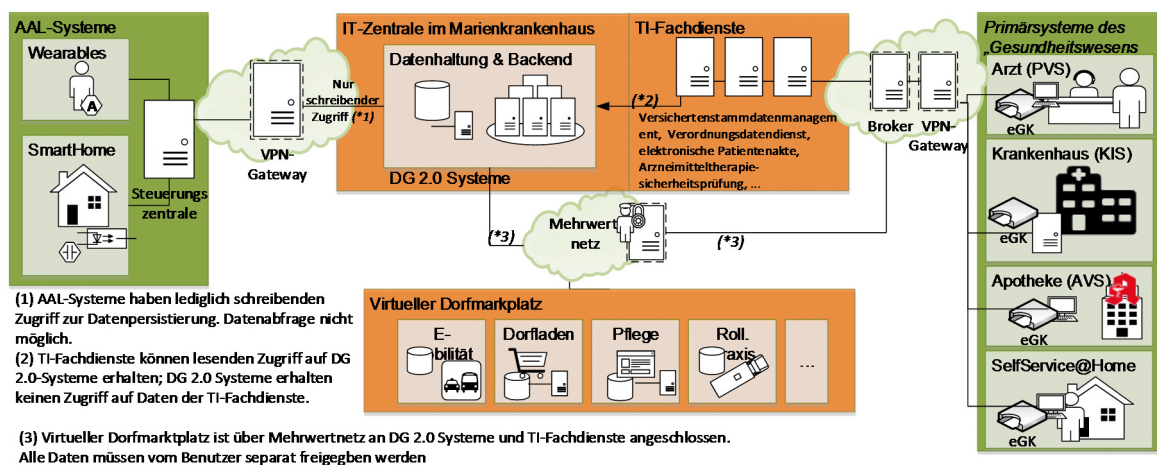 AAL-Systeme
Wearables
A
SmartHome
Steuerungs
zentrale
VPN-
Gateway
Nur
schreibender
Zugriff (*1)
IT-Zentrale im Marienkrankenhaus
Datenhaltung & Backend
DG 2.0 Systeme
TI-Fachdienste
(*2)
Versichertenstammdatenmanagem
ent, Verordnungsdatendienst,
elektronische Patientenakte,
Arzneimitteltherapie-
sicherheitsprüfung, ...
Broker
VPN-
Gateway
Primärsysteme des
„Gesundheitswesens
Arzt (PVS)
eGK
Krankenhaus (KIS)
eGK
Apotheke (AVS)
eGK
SelfService@Home
eGK
(*3)
Mehrwert
netz
(*3)
Virtueller Dorfmarkplatz
E-
obilität
Dorfladen
Pflege
Roll.
raxis
...
(1) AAL-Systeme haben lediglich schreibenden
Zugriff zur Datenpersistierung. Datenabfrage nicht
möglich.
(2) TI-Fachdienste können lesenden Zugriff auf DG
2.0-Systeme erhalten; DG 2.0 Systeme erhalten
keinen Zugriff auf Daten der TI-Fachdienste.
(3) Virtueller Dorfmarktplatz ist über Mehrwertnetz an DG 2.0 Systeme und TI-Fachdienste angeschlossen.
Alle Daten müssen vom Benutzer separat freigegben werden